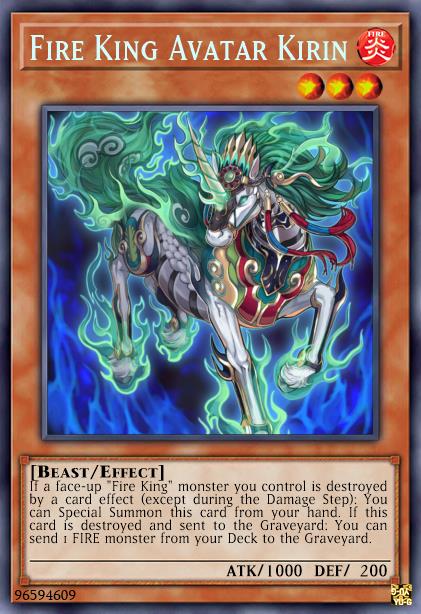 FIRE KING AVATAR KIRIN
FIRE
炎
[BEAST/EFFECT]
If a face-up "Fire King" monster you control is destroyed
by a card effect (except during the Damage Step): You
can Special Summon this card from your hand. If this
card is destroyed and sent to the Graveyard: You can
send 1 FIRE monster from your Deck to the Graveyard.
ATK/1000 DEF/ 200
96594609